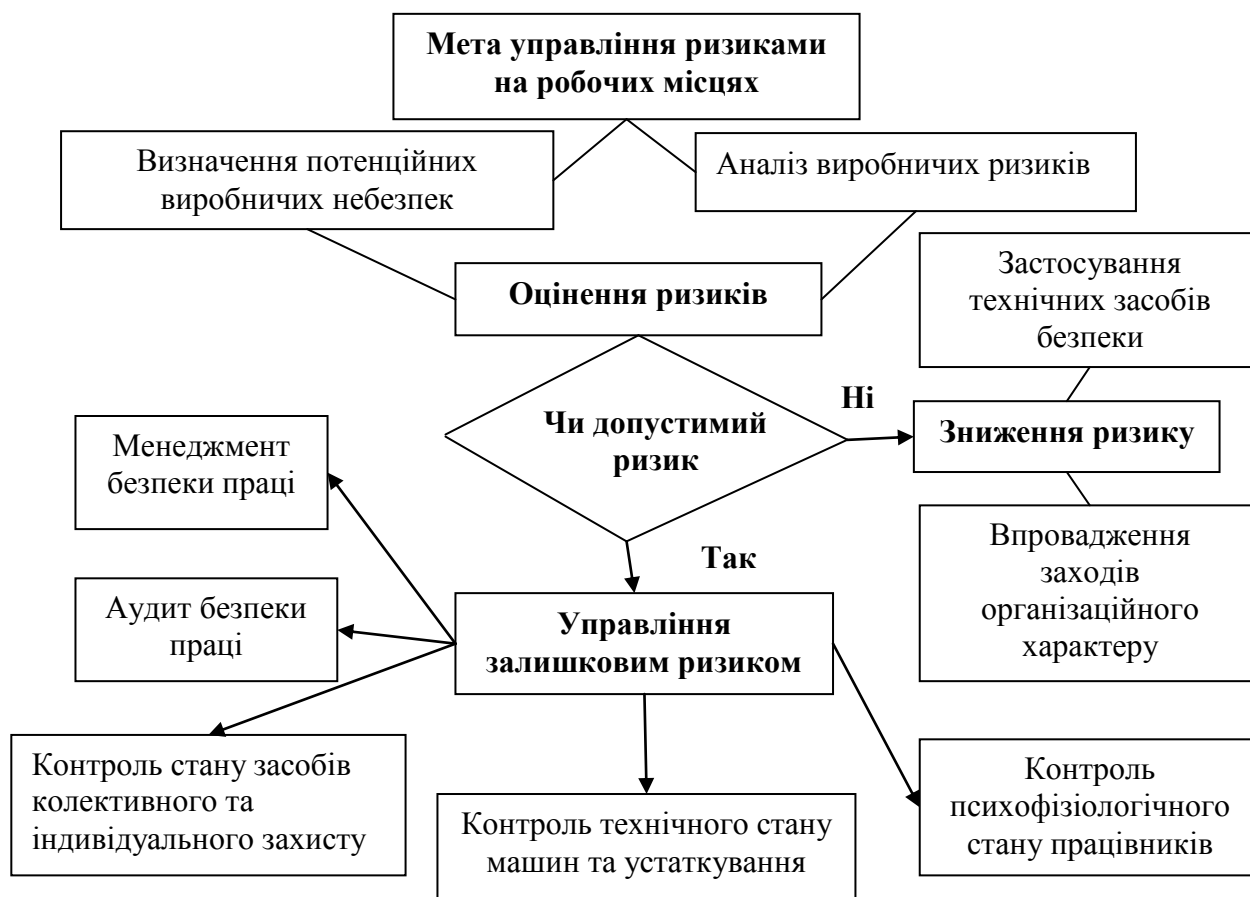 Мета управління ризиками
на робочих місцях
Визначення потенційних
виробничих небезпек
Аналіз виробничих ризиків
Оцінення ризиків
Застосування
технічних засобів
безпеки
Чи допустимий
ризик
Ні
Зниження ризику
Менеджмент
безпеки праці
Впровадження
заходів
організаційного
характеру
Так
Аудит безпеки
праці
Управління
залишковим ризиком
Контроль стану засобів
колективного та
індивідуального захисту
Контроль технічного стану
машин та устаткування
Контроль
психофізіологічного
стану працівників